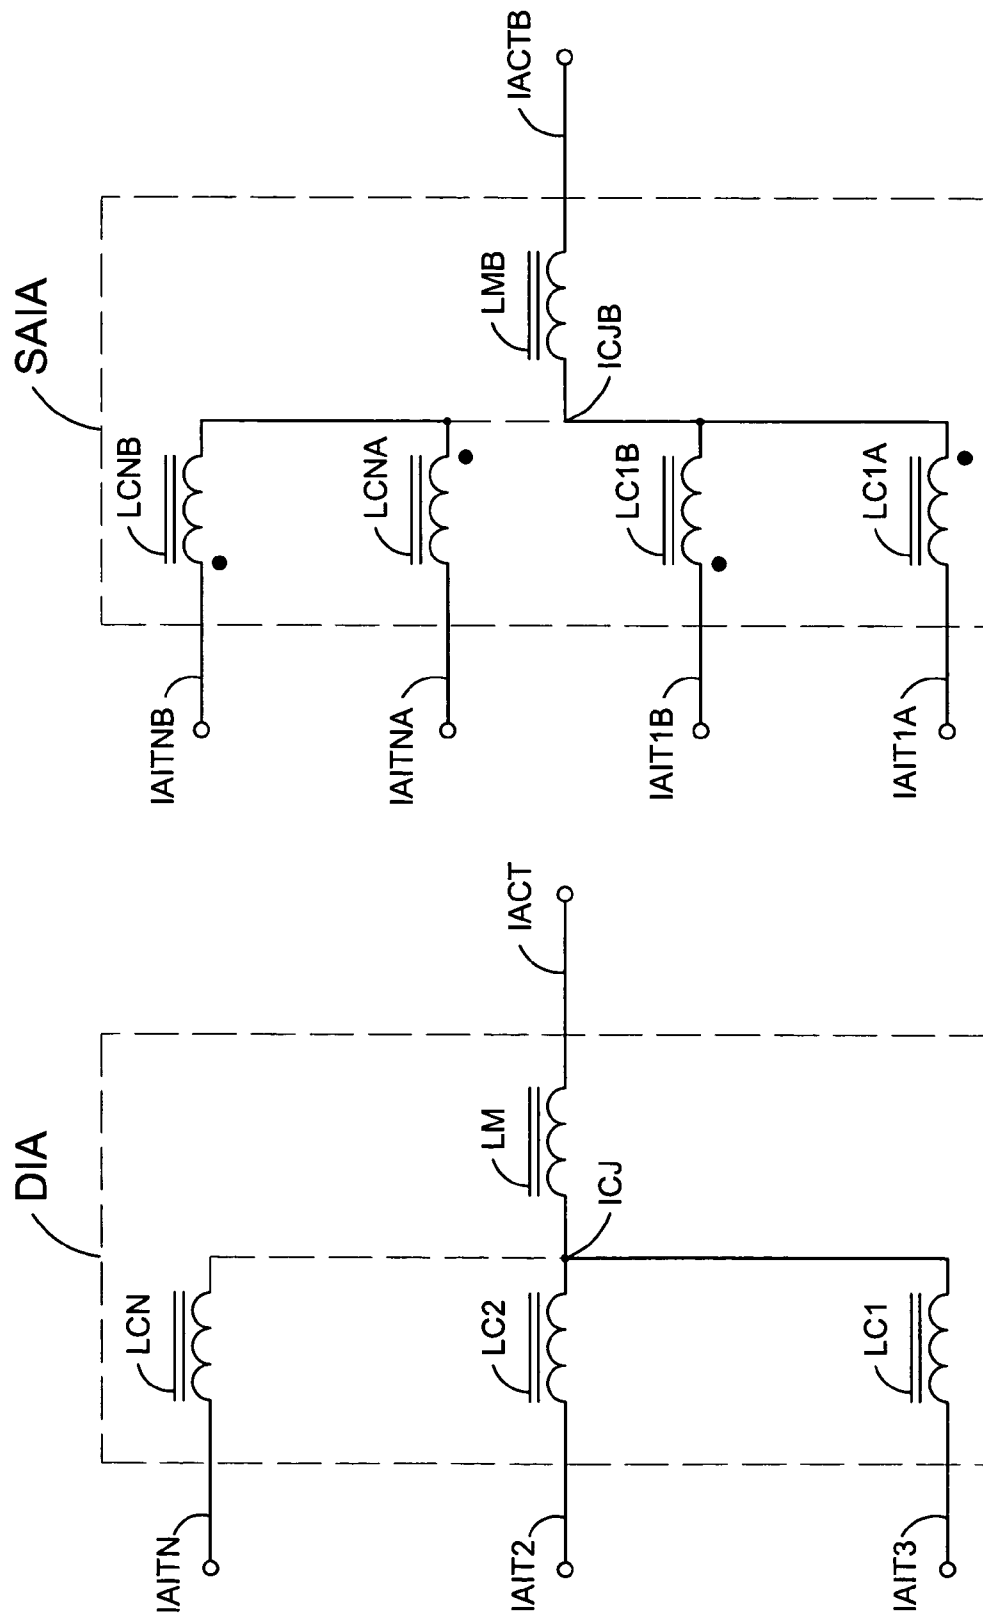 SAIA
LCNB
IAITNB
LCNA
IAITNA
LMB
IACTB
ICJB
LC1B
IAIT1B
LC1A
IAIT1A
DIA
LCN
IAITN
LM
IACT
LC2
ICJ
IAIT2
LC1
IAIT3